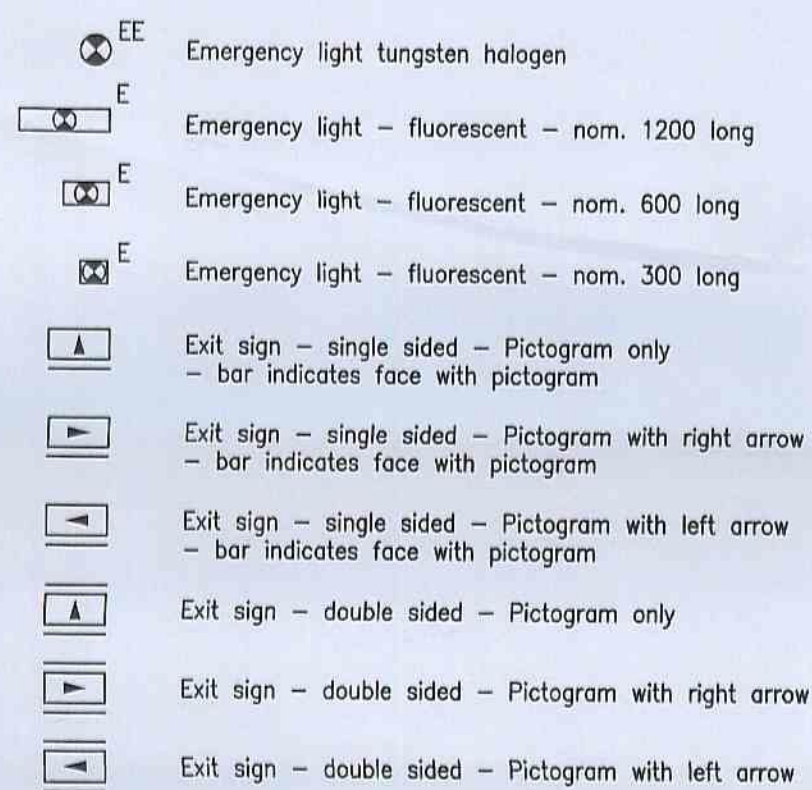 EE Emergency light tungsten halogen
E Emergency light – fluorescent – nom. 1200 long
E Emergency light – fluorescent – nom. 600 long
E Emergency light – fluorescent – nom. 300 long
Exit sign – single sided – Pictogram only
– bar indicates face with pictogram
Exit sign – single sided – Pictogram with right arrow
– bar indicates face with pictogram
Exit sign – single sided – Pictogram with left arrow
– bar indicates face with pictogram
Exit sign – double sided – Pictogram only
Exit sign – double sided – Pictogram with right arrow
Exit sign – double sided – Pictogram with left arrow